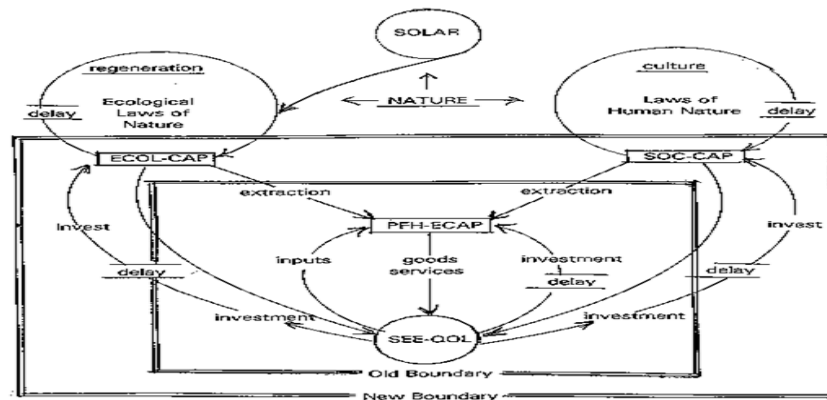 SOLAR
regeneration
culture
Ecological
Laws of
Nature
NATURE
Laws of
Human Nature
delay
delay
ECOL-CAP
SOC-CAP
extraction
extraction
PFH-ECAP
Invest
invest
inputs
goods
services
investment
delay
delay
delay
investment
investment
SEE-QOL
Old Boundary
New Boundary